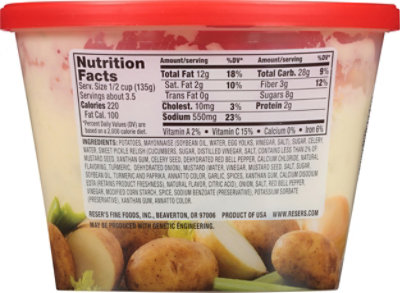 Nutrition Facts
Serv. Size 1/2 cup (135g)
Servings about 3.5
Calories 220
Fat Cal. 100
*Percent Daily Values (DV) are
based on a 2,000 calorie diet.
Amount/serving %DV*
Total Fat 12g 18%
Sat. Fat 2g 10%
Trans Fat 0g
Cholest. 10mg 3%
Sodium 550mg 23%
Amount/serving %DV*
Total Carb. 28g 9%
Fiber 3g 12%
Sugars 8g
Protein 2g
Vitamin A 2% • Vitamin C 15% • Calcium 0% • Iron 6%
INGREDIENTS: POTATOES, MAYONNAISE (SOYBEAN OIL, WATER, EGG YOLKS, VINEGAR, SALT), SUGAR, CELERY,
WATER, SWEET PICKLE RELISH (CUCUMBERS, SUGAR, DISTILLED VINEGAR, SALT, CONTAINS LESS THAN 2% OF
MUSTARD SEED, XANTHAN GUM, CELERY SEED, DEHYDRATED RED BELL PEPPER, CALCIUM CHLORIDE, NATURAL
FLAVORING, TURMERIC, DEHYDRATED ONION), MUSTARD (WATER, VINEGAR, MUSTARD SEED, SALT, SUGAR,
SOYBEAN OIL, TURMERIC AND PAPRIKA, ANNATTO COLOR, GARLIC, SPICES, XANTHAN GUM, CALCIUM DISODIUM
EDTA (RETAINS PRODUCT FRESHNESS), NATURAL FLAVOR, CITRIC ACID), ONION, SALT, RED BELL PEPPER,
VINEGAR, MODIFIED CORN STARCH, SPICE, SODIUM BENZOATE (PRESERVATIVE), POTASSIUM SORBATE
(PRESERVATIVE), XANTHAN GUM, ANNATTO COLOR.
RESER'S FINE FOODS, INC., BEAVERTON, OR 97006 PRODUCT OF USA WWW.RESERS.COM
MAY BE PRODUCED WITH GENETIC ENGINEERING.